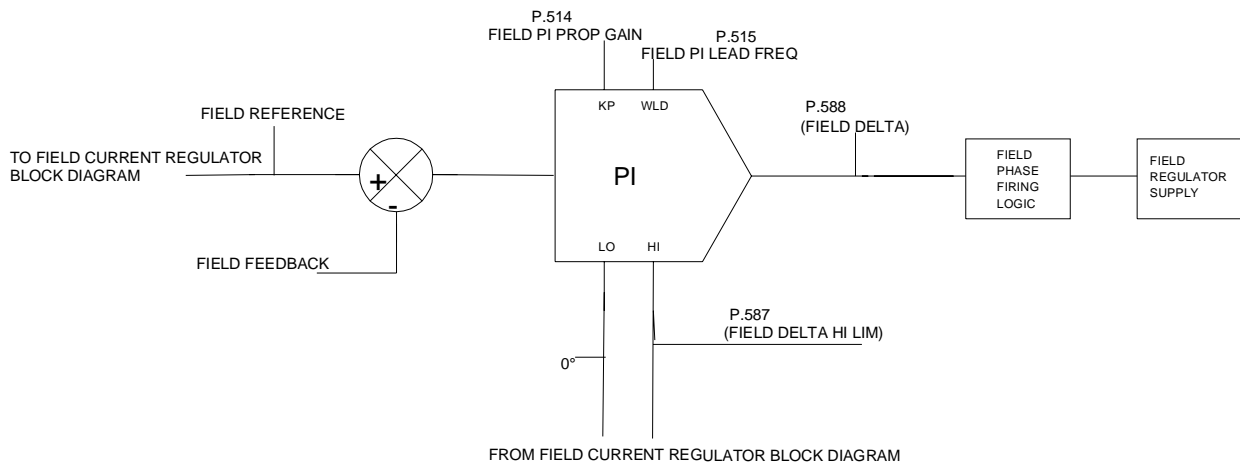 P.514
FIELD PI PROP GAIN
P.515
FIELD PI LEAD FREQ
KP
WLD
FIELD REFERENCE
P.588
(FIELD DELTA)
TO FIELD CURRENT REGULATOR
BLOCK DIAGRAM
+
-
PI
FIELD
PHASE
FIRING
LOGIC
FIELD
REGULATOR
SUPPLY
LO
HI
FIELD FEEDBACK
P.587
(FIELD DELTA HI LIM)
0°
FROM FIELD CURRENT REGULATOR BLOCK DIAGRAM